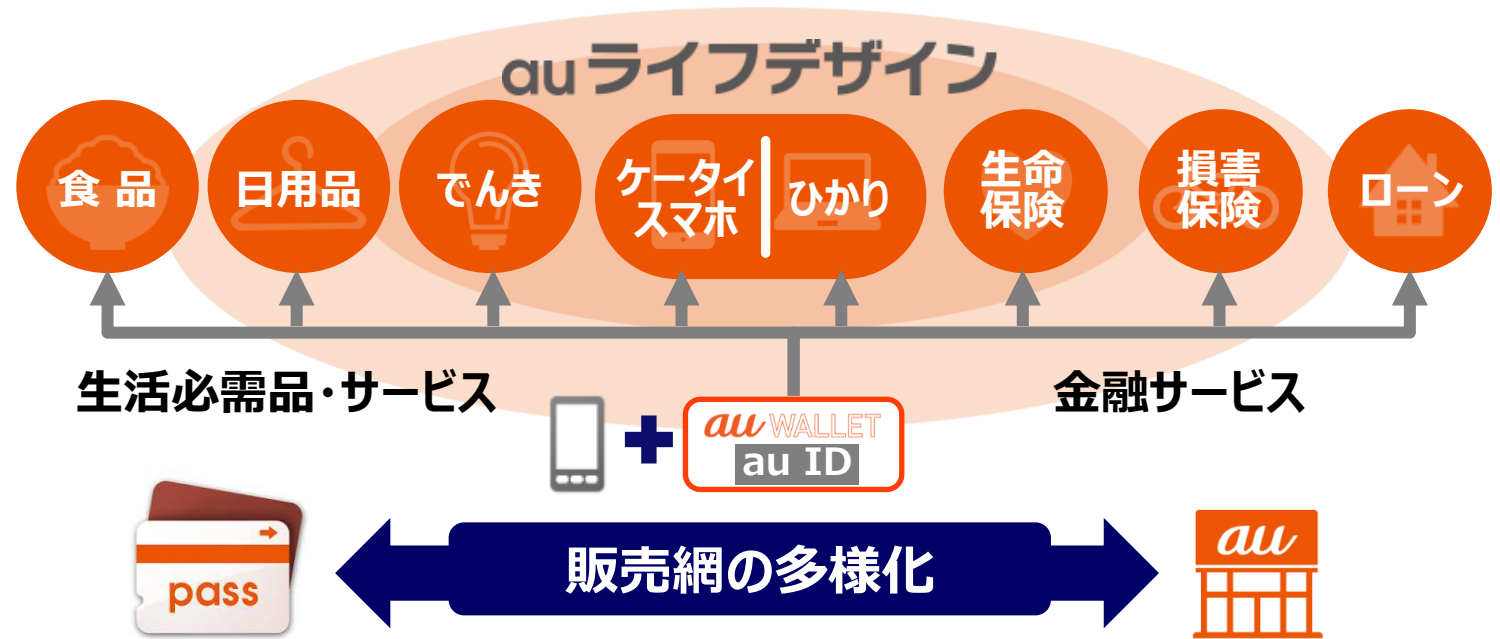 auライフデザイン
食品
日用品
でんき
ケータイ
スマホ
ひかり
生命
保険
損害
保険
ローン
生活必需品・サービス
金融サービス
au WALLET
au ID
pass
販売網の多様化
au